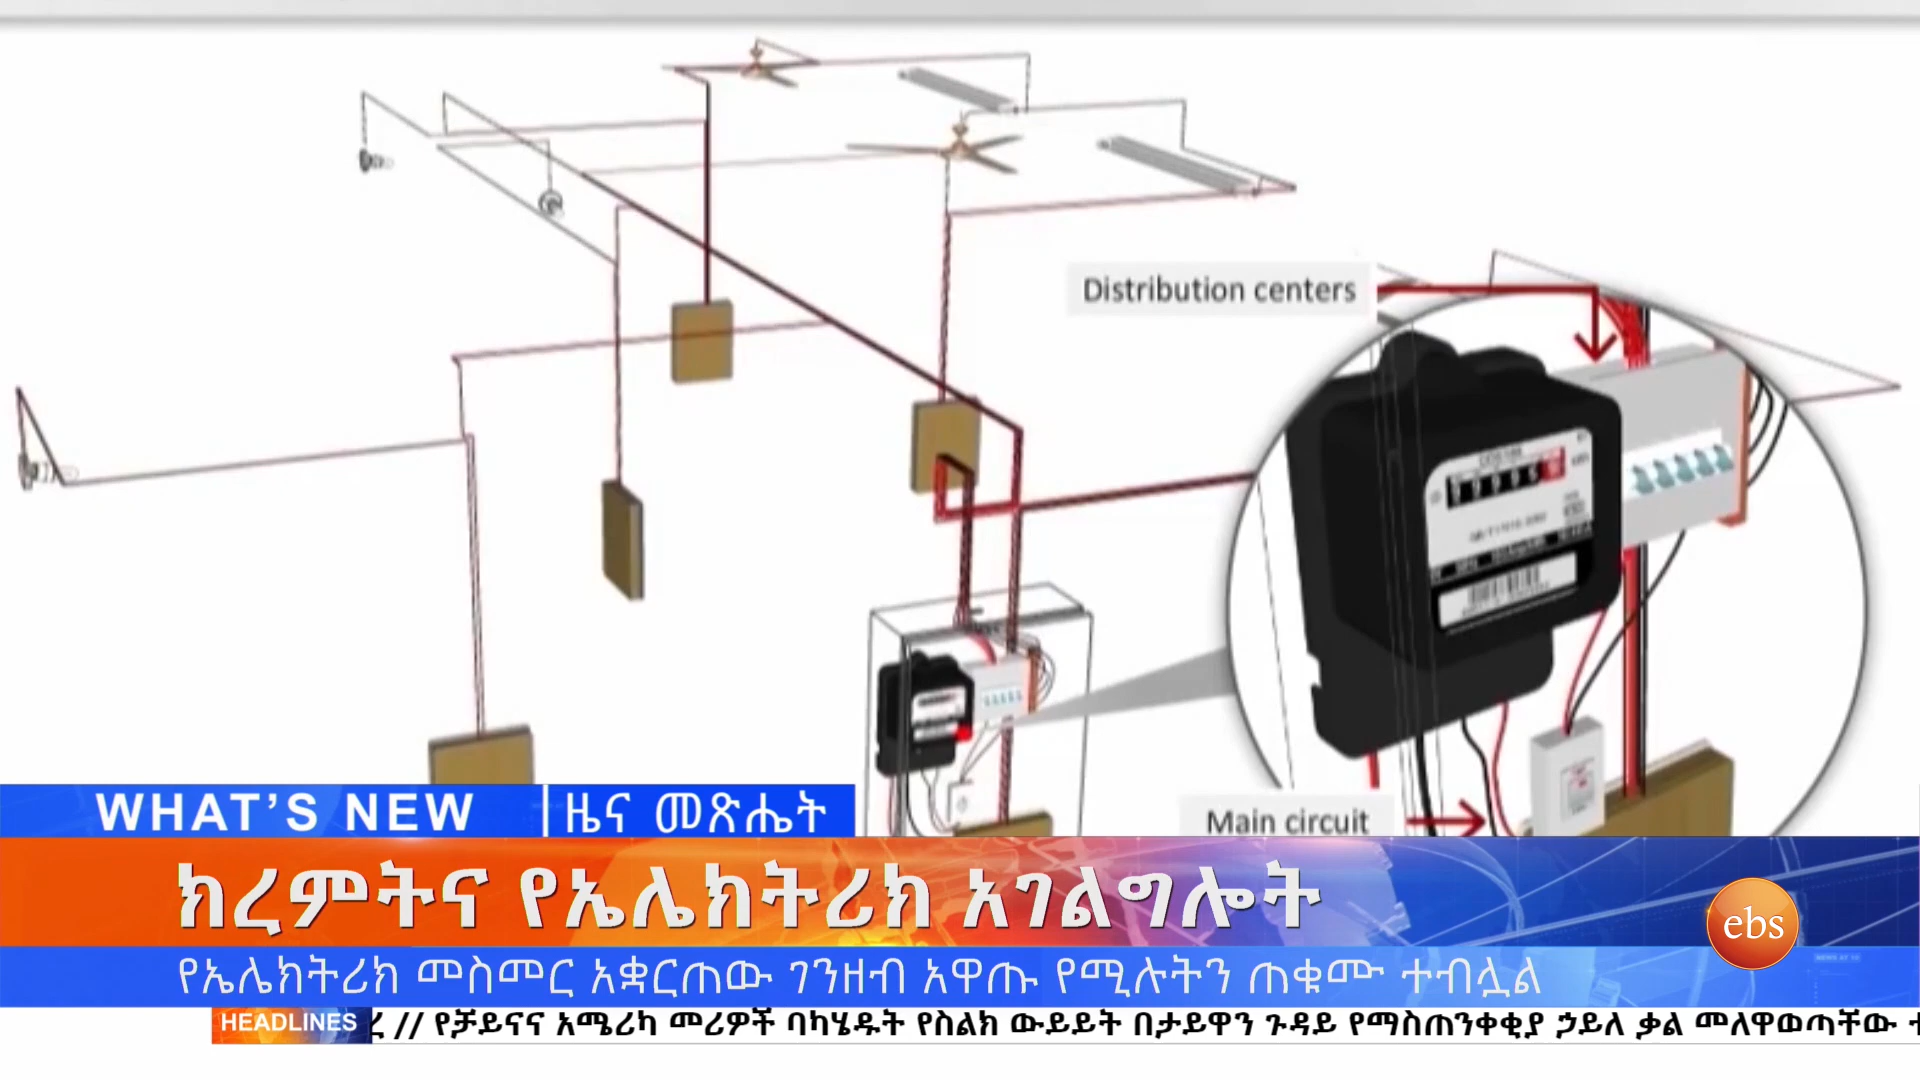 Distribution centers
Main circuit
WHAT'S NEW
ዜና መጽሔት
ክረምትና የኤሌክትሪክ አገልግሎት
ebs
የኤሌክትሪክ መስመር አቋርጠው ገንዘብ አዋጡ የሚሉትን ጠቁሙ ተብሏል
HEADLINES
// የቻይናና አሜሪካ መሪዎች ባካሄዱት የስልክ ውይይት በታይዋን ጉዳይ የማስጠንቀቂያ ኃይለ ቃል መለዋወጣቸው